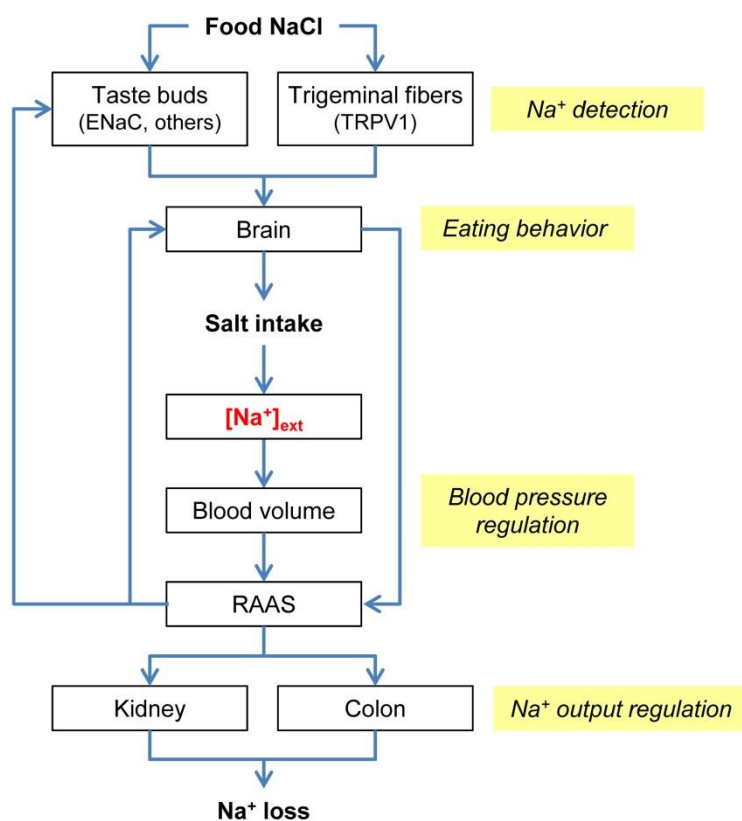 Food NaCl
Taste buds
(ENaC, others)
Trigeminal fibers
(TRPV1)
Na⁺ detection
Brain
Eating behavior
Salt intake
[Na⁺]ext
Blood volume
Blood pressure
regulation
RAAS
Kidney
Colon
Na⁺ output regulation
Na⁺ loss